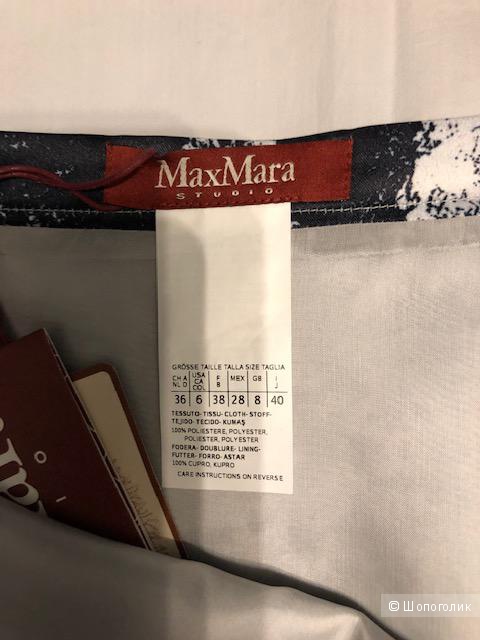 MaxMara
STUDIO
GRÖSSE TAILLE TALLA SIZE TAGLIA
CH A NL D USA CA COL F B MEX GB I J
36 6 38 28 8 40
TESSUTO- TISSU- CLOTH- STOFF-
TEJIDO- TECIDO- KUMAŞ
100% POLIESTERE, POLYESTER,
POLIESTER, POLYESTER
FODERA- DOUBLURE- LINING-
FUTTER- FORRO- ASTAR
100% CUPRO, KUPRO
CARE INSTRUCTIONS ON REVERSE
© Шопоголик